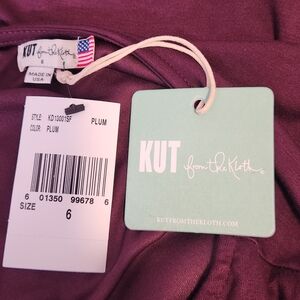 KUT from the Kloth
6
MADE IN
USA
STYLE: KD10001SF
COLOR: PLUM
PLUM
6 01350 99678 6
SIZE
6
KUT from the Kloth
KUTFROMTHEKLOTH.COM